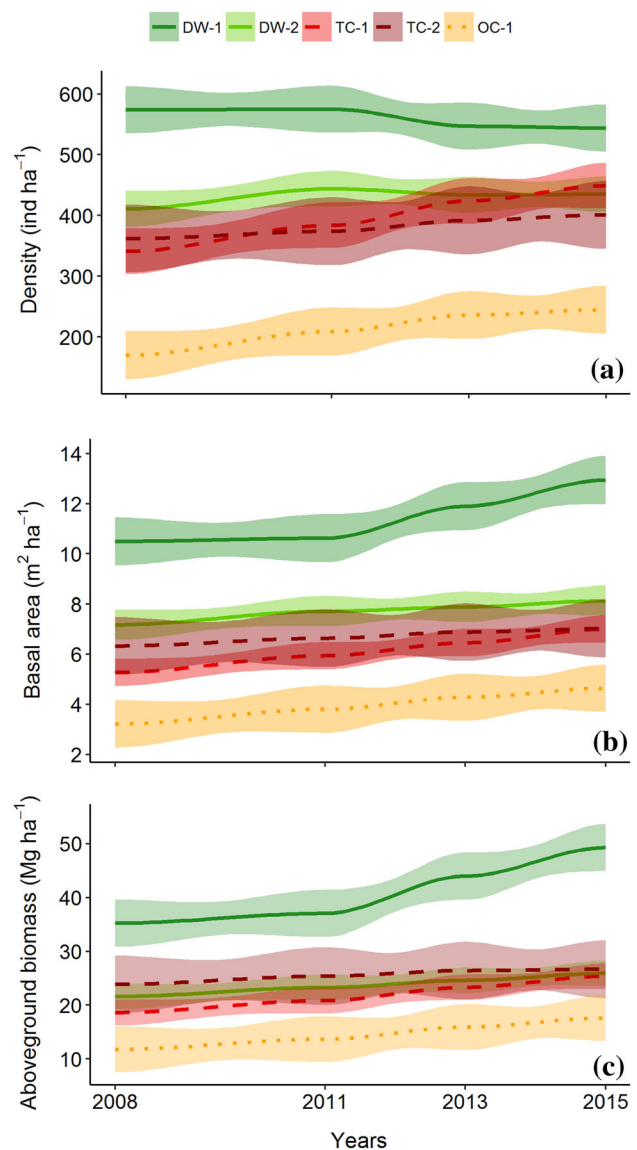 DW-1 DW-2 TC-1 TC-2 OC-1
600
500
400
300
200
Density (ind ha⁻¹)
(a)
14
12
10
8
6
4
2
Basal area (m² ha⁻¹)
(b)
50
40
30
20
10
Aboveground biomass (Mg ha⁻¹)
(c)
2008 2011 2013 2015
Years